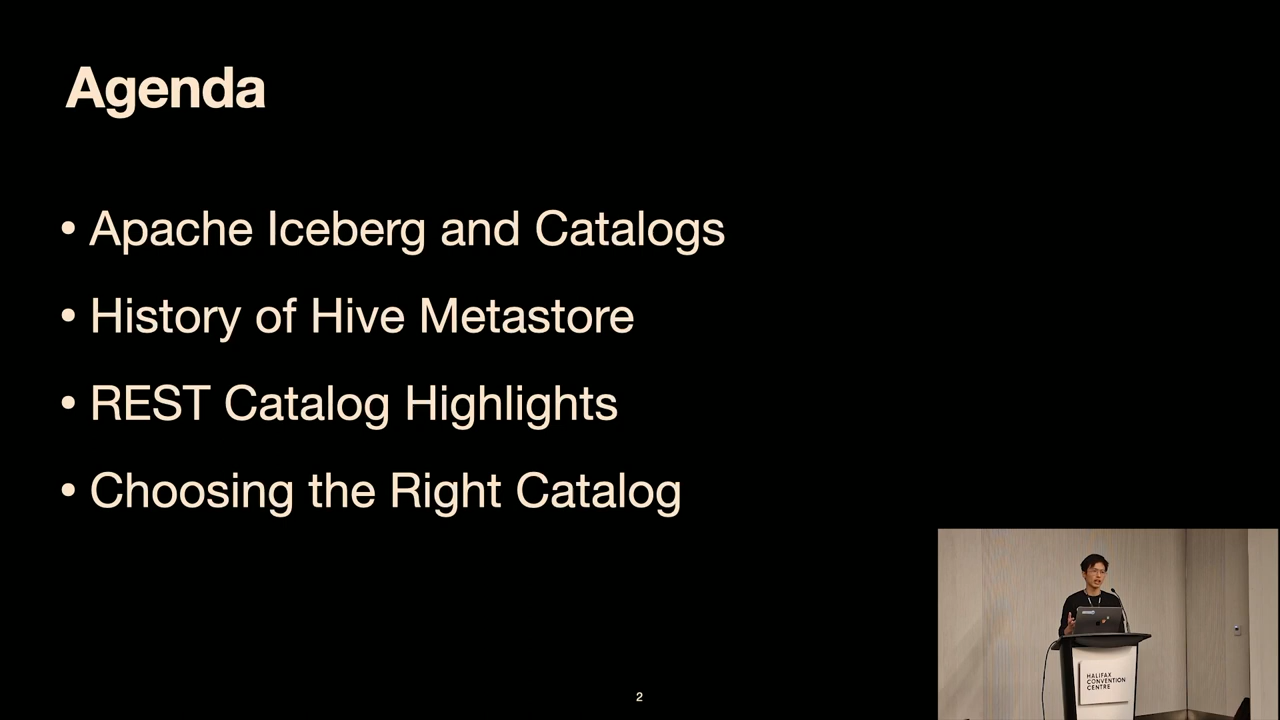 Agenda
• Apache Iceberg and Catalogs
• History of Hive Metastore
• REST Catalog Highlights
• Choosing the Right Catalog
HALIFAX
CONVENTION
CENTRE
2